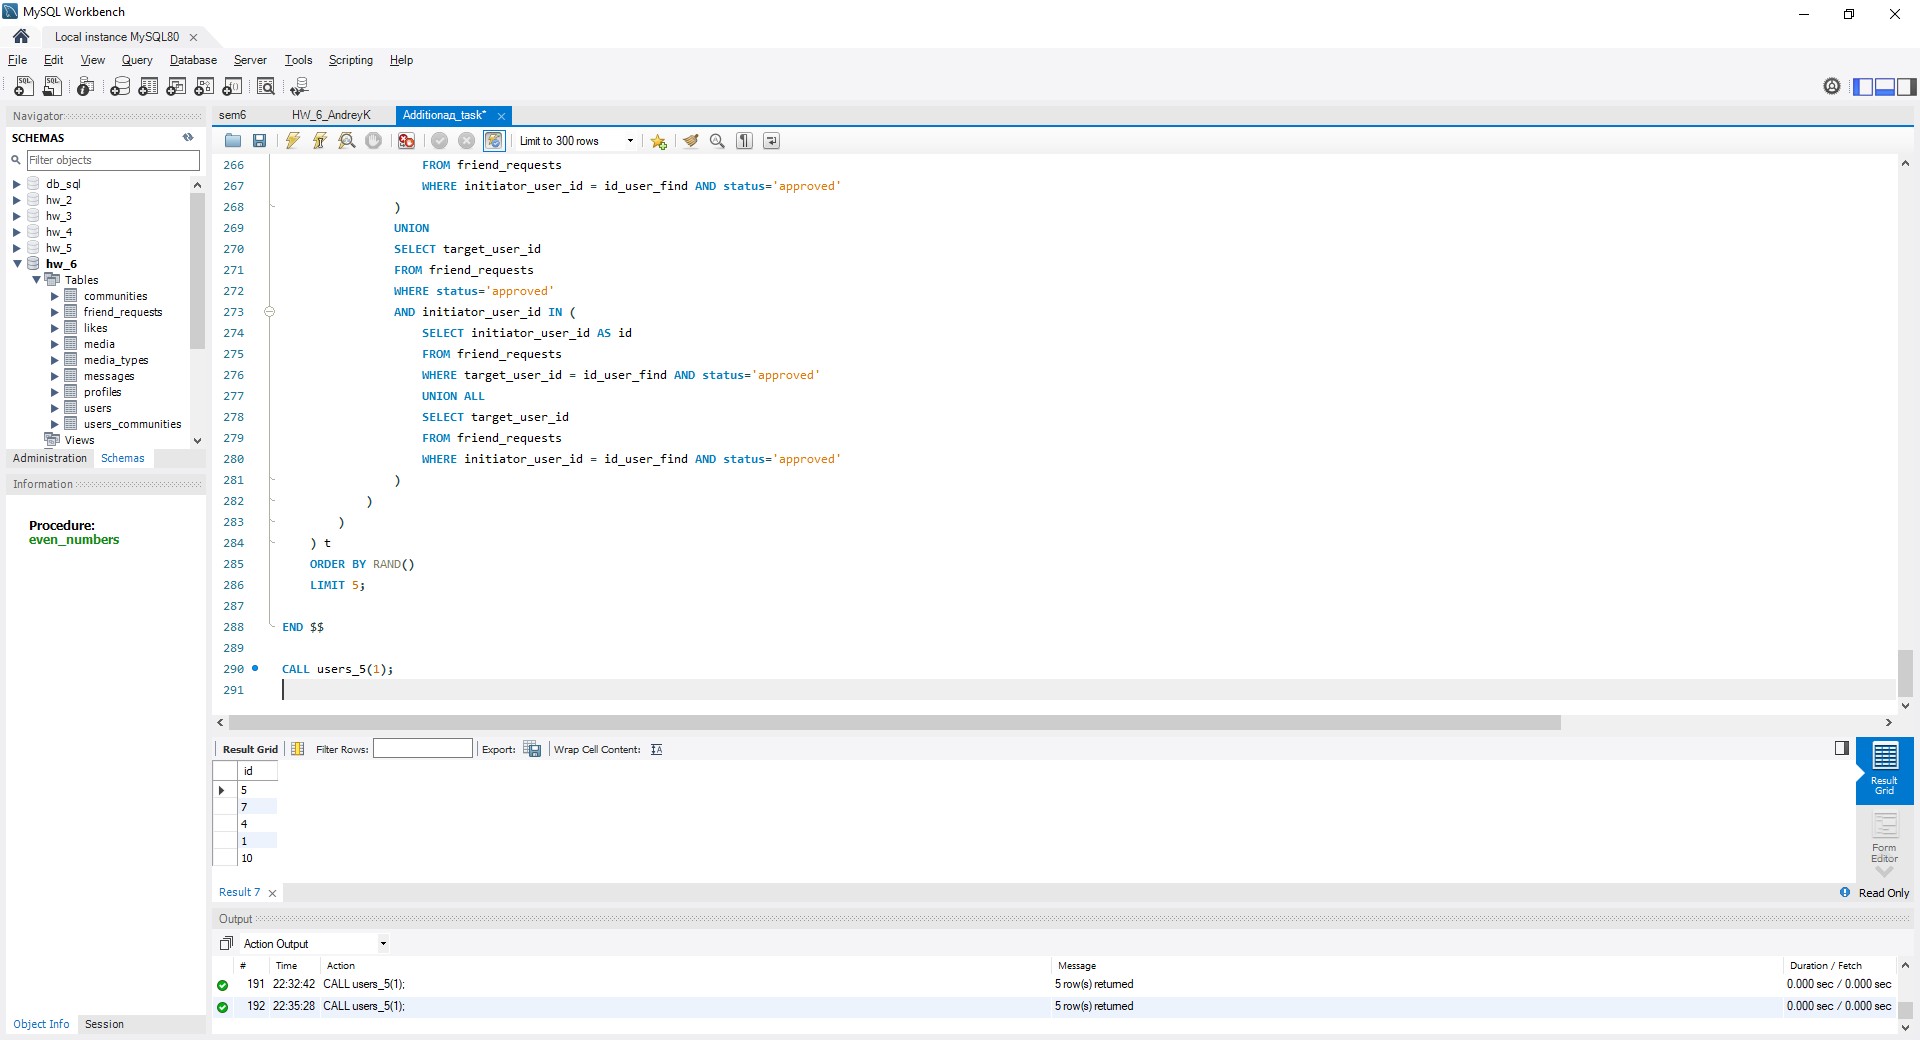 MySQL Workbench
Local instance MySQL80
File Edit View Query Database Server Tools Scripting Help
Navigator
SCHEMAS
Filter objects
db_sql
hw_2
hw_3
hw_4
hw_5
hw_6
Tables
communities
friend_requests
likes
media
media_types
messages
profiles
users
users_communities
Views
Administration Schemas
Information
Procedure:
even_numbers
Object Info Session
sem6 HW_6_AndreyK Additionaд_task*
Limit to 300 rows
266 FROM friend_requests
267 WHERE initiator_user_id = id_user_find AND status='approved'
268 )
269 UNION
270 SELECT target_user_id
271 FROM friend_requests
272 WHERE status='approved'
273 AND initiator_user_id IN (
274 SELECT initiator_user_id AS id
275 FROM friend_requests
276 WHERE target_user_id = id_user_find AND status='approved'
277 UNION ALL
278 SELECT target_user_id
279 FROM friend_requests
280 WHERE initiator_user_id = id_user_find AND status='approved'
281 )
282 )
283 )
284 ) t
285 ORDER BY RAND()
286 LIMIT 5;
287
288 END $$
289
290 CALL users_5(1);
291
Result Grid Filter Rows: Export: Wrap Cell Content:
id
5
7
4
1
10
Result Grid
Form Editor
Result 7
Read Only
Output
Action Output
# Time Action Message Duration / Fetch
191 22:32:42 CALL users_5(1); 5 row(s) returned 0.000 sec / 0.000 sec
192 22:35:28 CALL users_5(1); 5 row(s) returned 0.000 sec / 0.000 sec